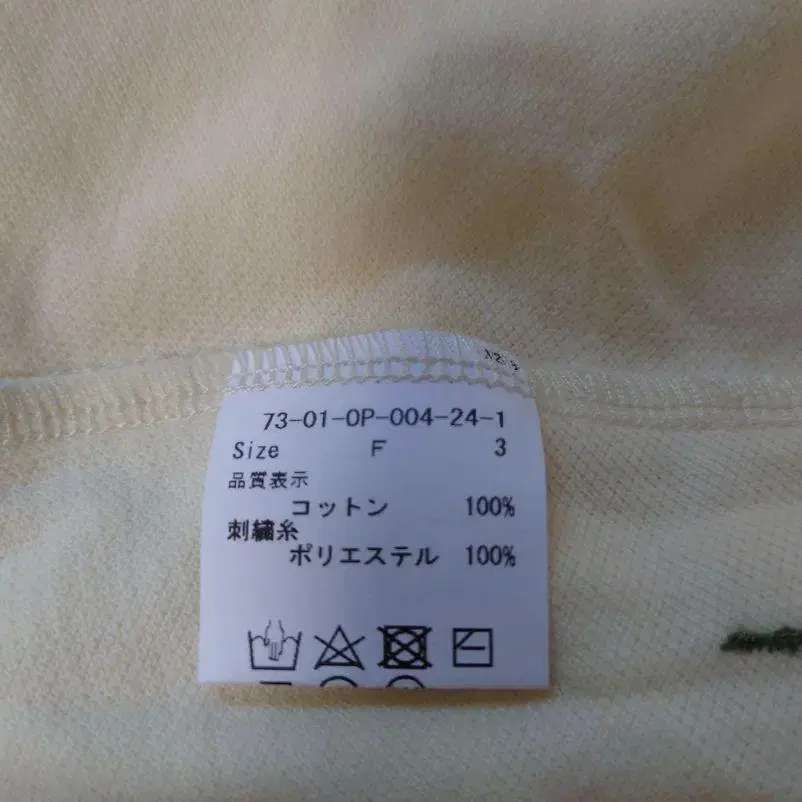 73-01-0P-004-24-1
Size F 3
品質表示
コットン 100%
刺繍糸
ポリエステル 100%